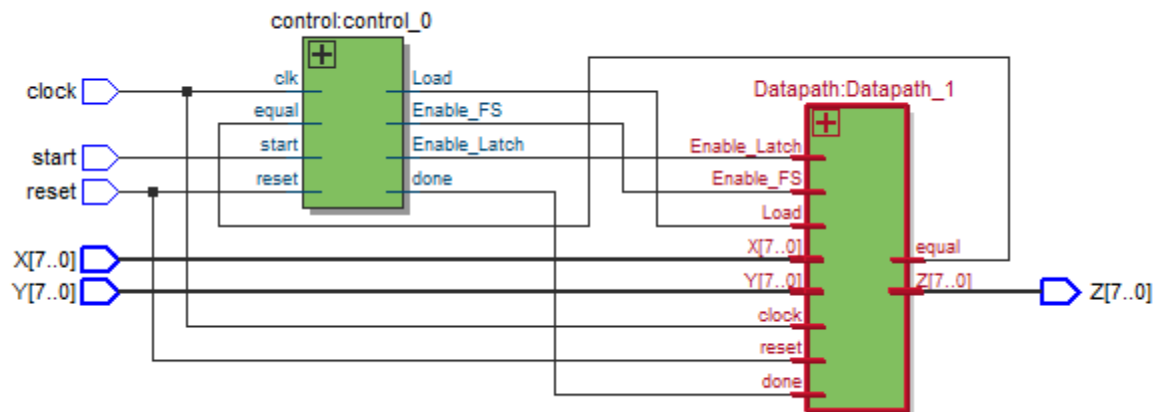 control:control_0
clock
start
reset
X[7..0]
Y[7..0]
clk
equal
start
reset
Load
Enable_FS
Enable_Latch
done
Datapath:Datapath_1
Enable_Latch
Enable_FS
Load
X[7..0]
Y[7..0]
clock
reset
done
equal
Z[7..0]
Z[7..0]